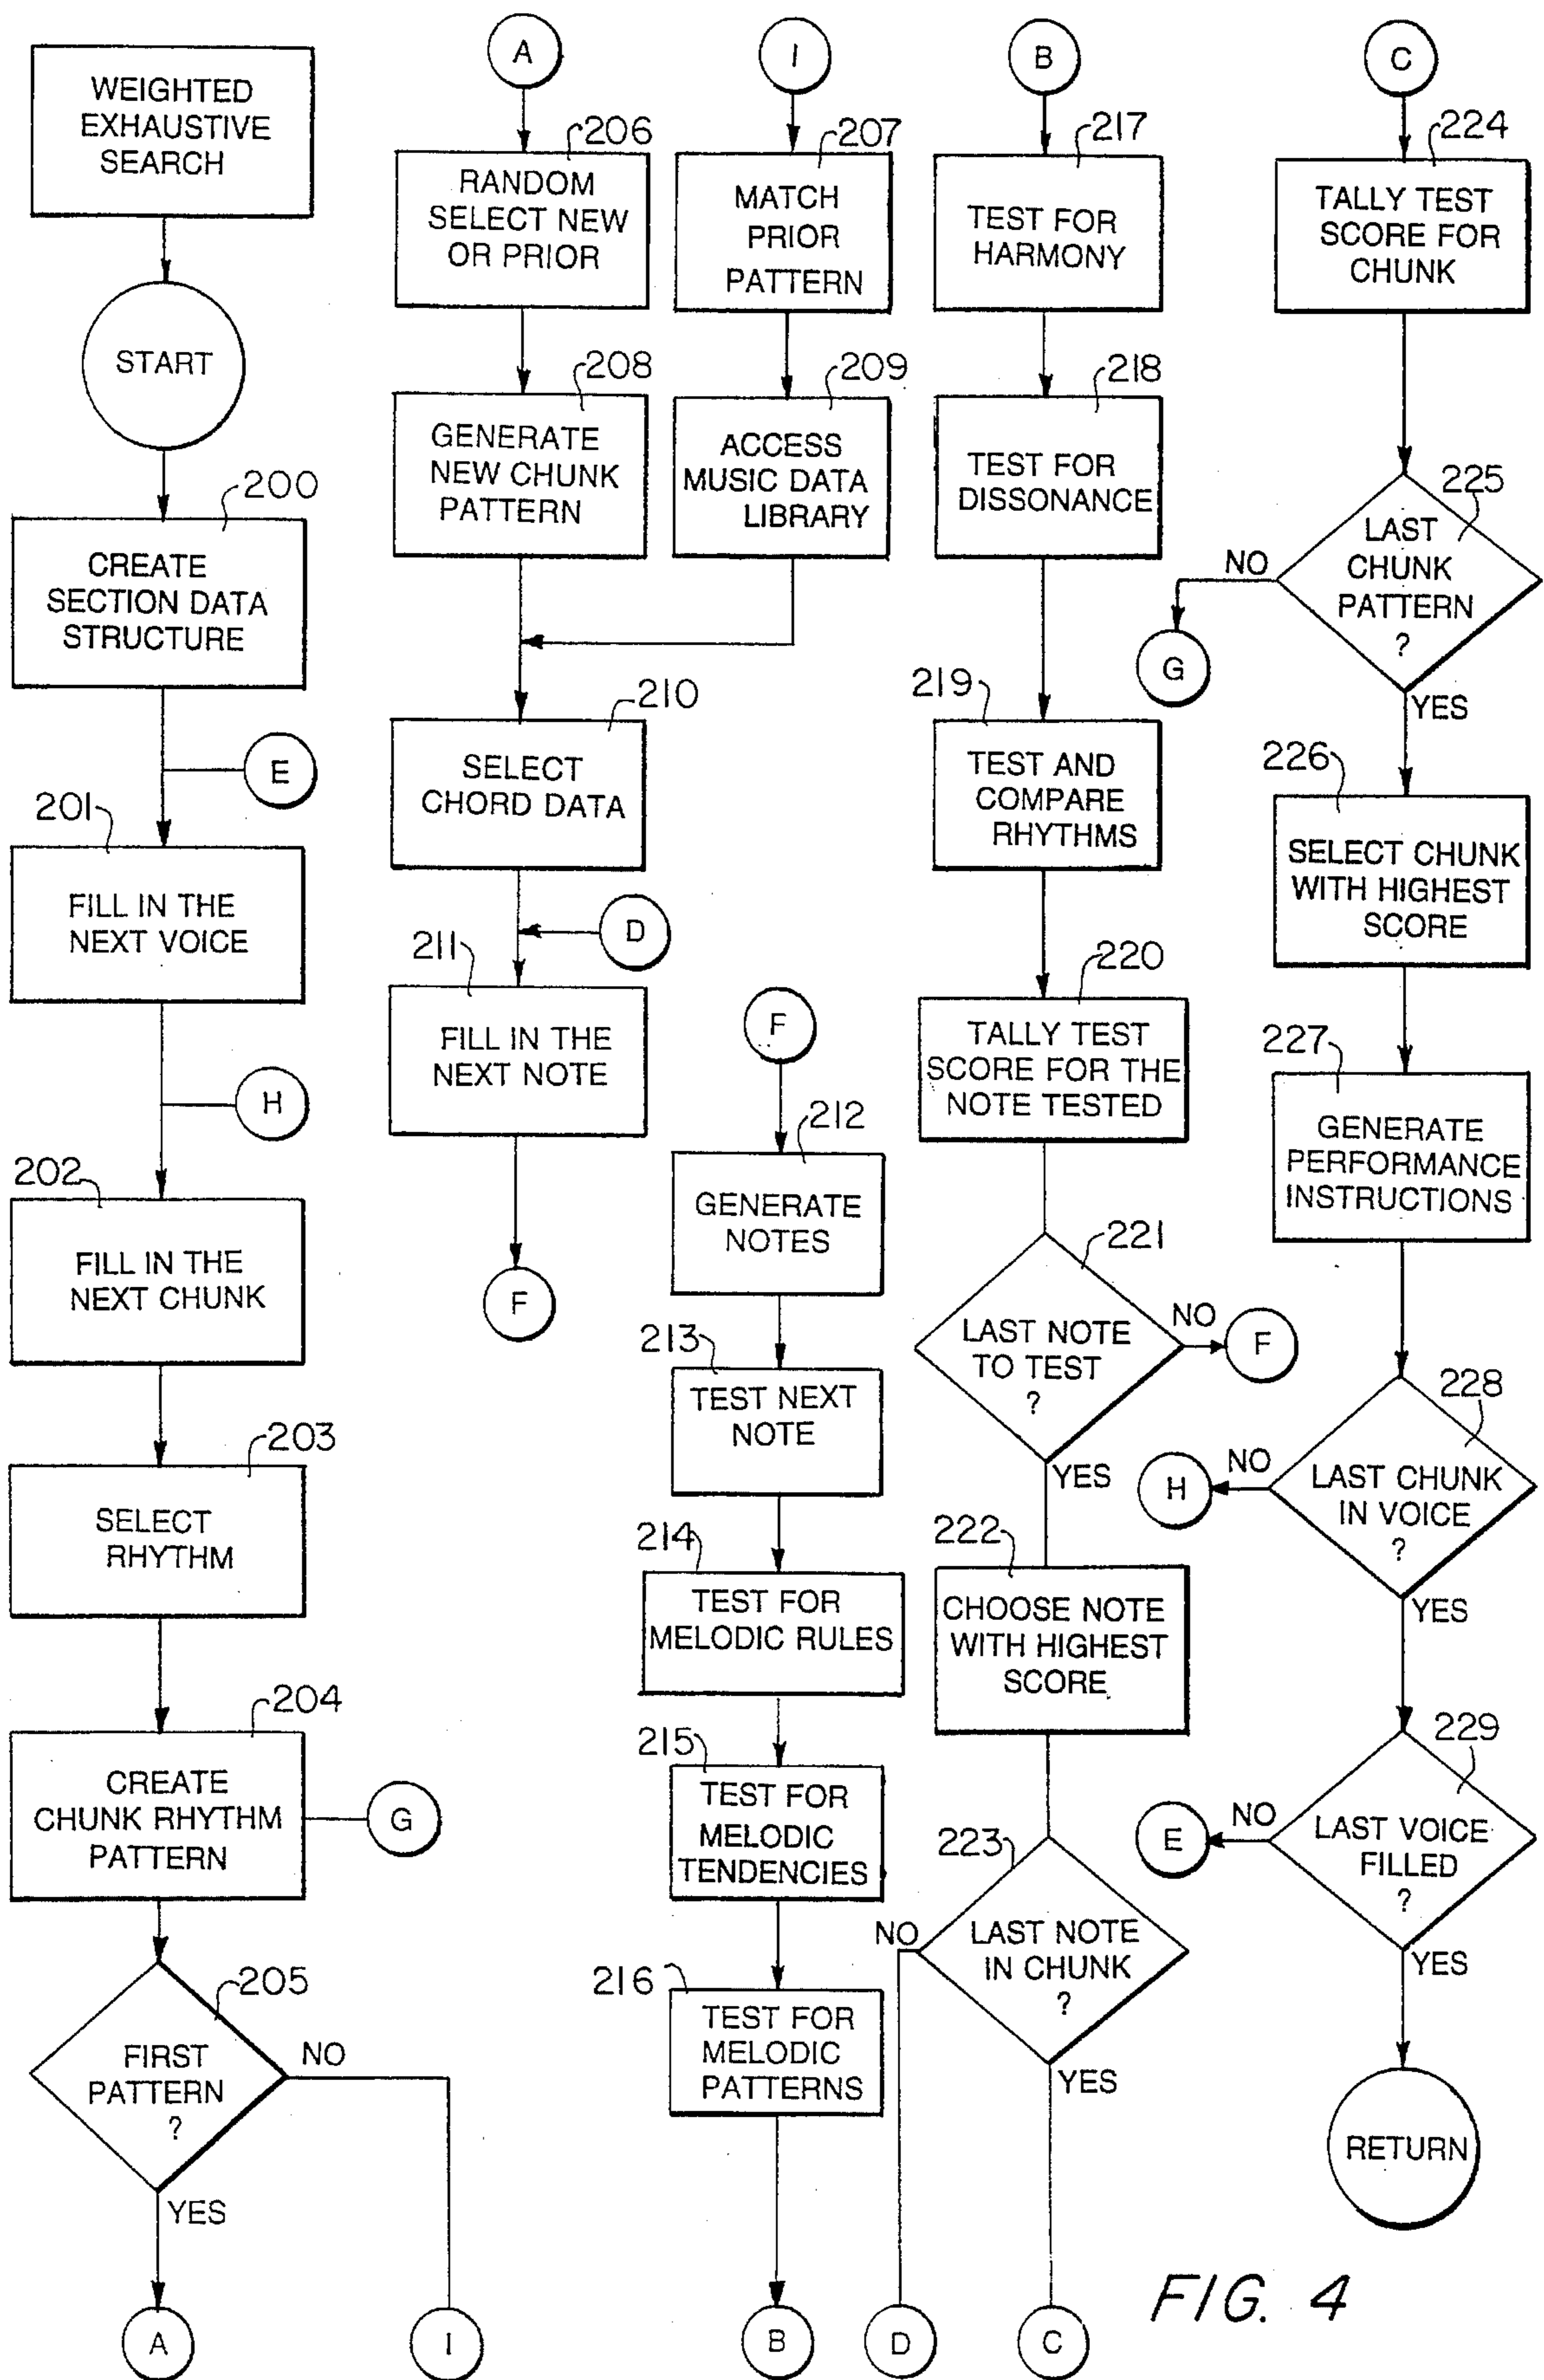 WEIGHTED
EXHAUSTIVE
SEARCH
START
200
CREATE
SECTION DATA
STRUCTURE
E
201
FILL IN THE
NEXT VOICE
H
202
FILL IN THE
NEXT CHUNK
203
SELECT
RHYTHM
204
CREATE
CHUNK RHYTHM
PATTERN
G
205
FIRST
PATTERN
?
NO
YES
A
I
A
206
RANDOM
SELECT NEW
OR PRIOR
208
GENERATE
NEW CHUNK
PATTERN
210
SELECT
CHORD DATA
D
211
FILL IN THE
NEXT NOTE
F
I
207
MATCH
PRIOR
PATTERN
209
ACCESS
MUSIC DATA
LIBRARY
F
212
GENERATE
NOTES
213
TEST NEXT
NOTE
214
TEST FOR
MELODIC RULES
215
TEST FOR
MELODIC
TENDENCIES
216
TEST FOR
MELODIC
PATTERNS
B
B
217
TEST FOR
HARMONY
218
TEST FOR
DISSONANCE
219
TEST AND
COMPARE
RHYTHMS
220
TALLY TEST
SCORE FOR THE
NOTE TESTED
221
LAST NOTE
TO TEST
?
NO
F
YES
222
CHOOSE NOTE
WITH HIGHEST
SCORE
223
LAST NOTE
IN CHUNK
?
NO
YES
D
C
C
224
TALLY TEST
SCORE FOR
CHUNK
225
LAST
CHUNK
PATTERN
?
NO
G
YES
226
SELECT CHUNK
WITH HIGHEST
SCORE
227
GENERATE
PERFORMANCE
INSTRUCTIONS
228
LAST CHUNK
IN VOICE
?
NO
H
YES
229
LAST VOICE
FILLED
?
NO
E
YES
RETURN
FIG. 4